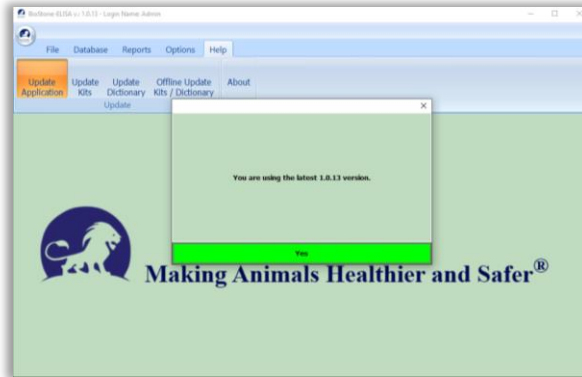 BioStone-ELISA v.: 1.0.13 - Login Name: Admin
File Database Reports Options Help
Update Application
Update Kits
Update Dictionary
Offline Update Kits / Dictionary
About
Update
You are using the latest 1.0.13 version.
Yes
Making Animals Healthier and Safer®